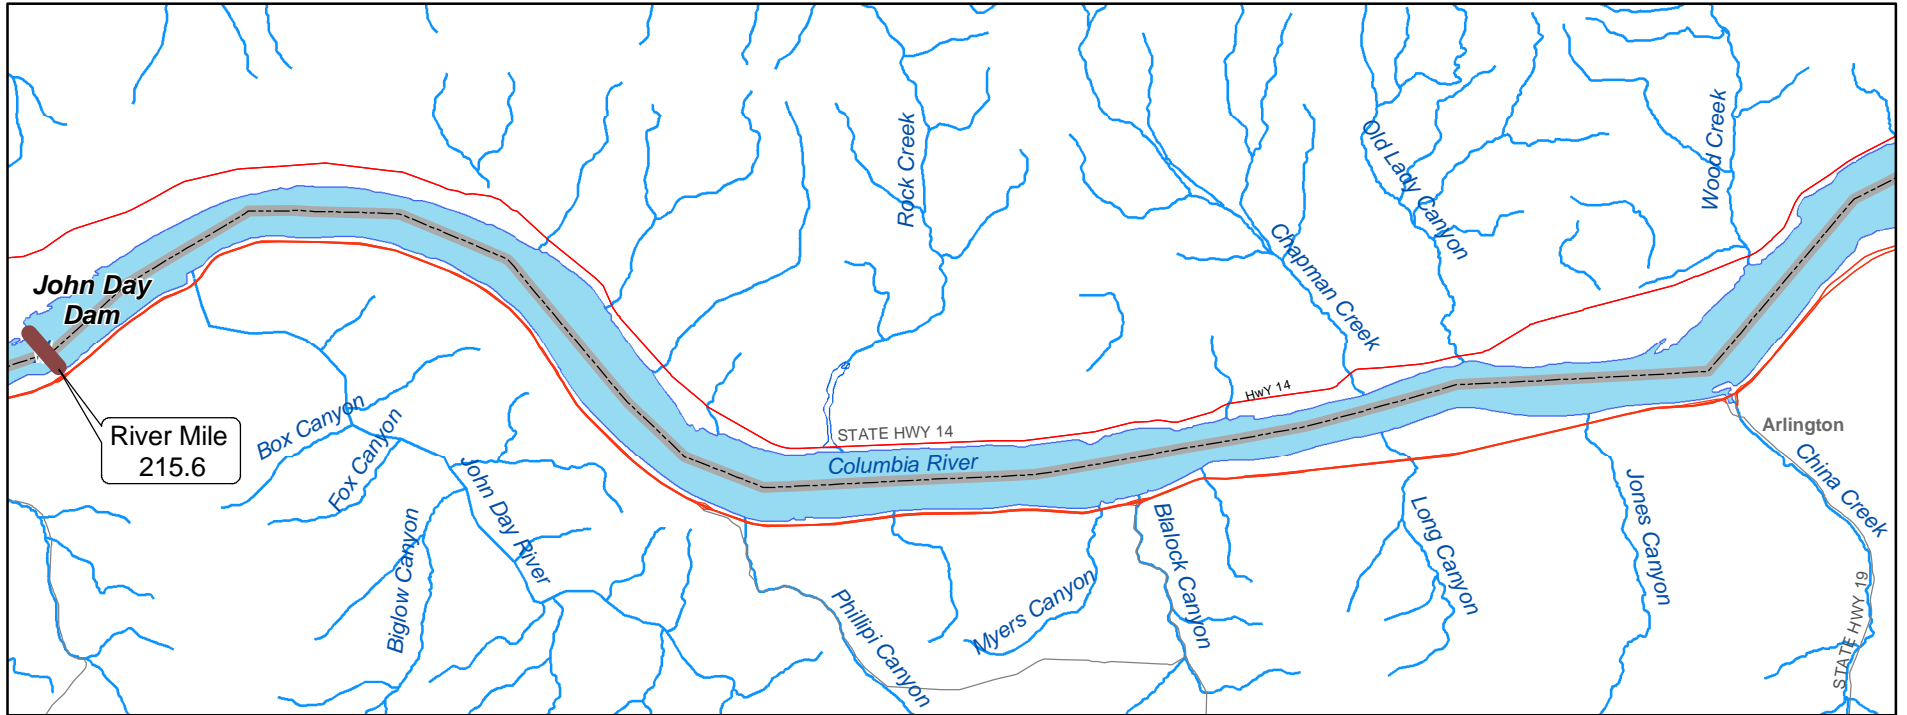 John Day
Dam
River Mile
215.6
Box Canyon
Fox Canyon
John Day River
Biglow Canyon
Rock Creek
STATE HWY 14
Columbia River
Phillipi Canyon
Myers Canyon
Blalock Canyon
HwY 14
Chapman Creek
Old Lady Canyon
Wood Creek
Long Canyon
Jones Canyon
Arlington
China Creek
STATE HWY 19